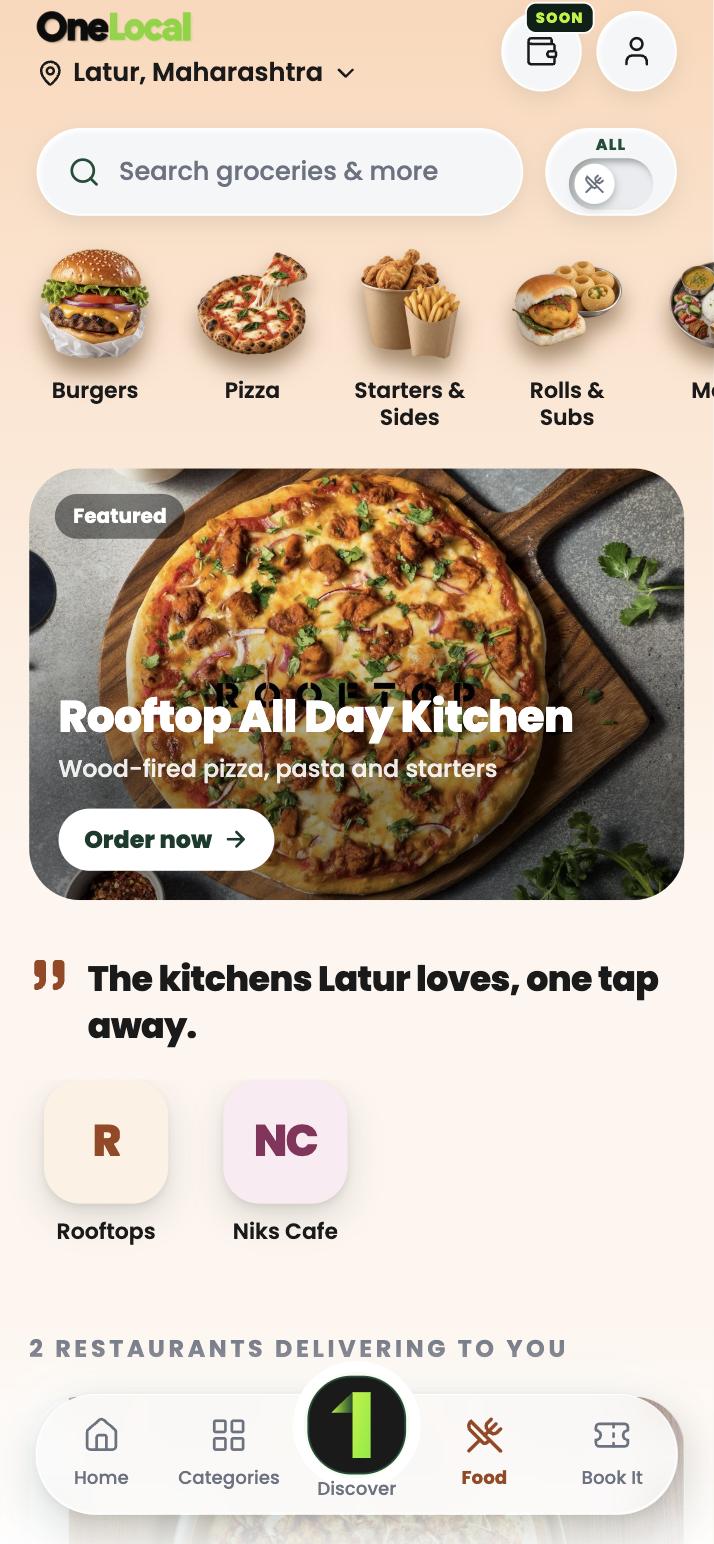 OneLocal
SOON
Latur, Maharashtra
Search groceries & more
ALL
Burgers
Pizza
Starters &
Sides
Rolls &
Subs
Featured
ROOFTOP
Rooftop All Day Kitchen
Wood-fired pizza, pasta and starters
Order now →
” The kitchens Latur loves, one tap
away.
R
NC
Rooftops
Niks Cafe
2 RESTAURANTS DELIVERING TO YOU
1
Home
Categories
Discover
Food
Book It